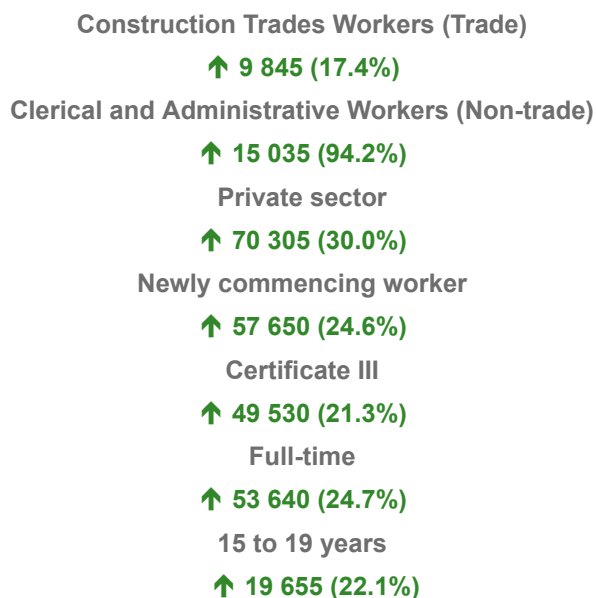 Construction Trades Workers (Trade)
↑ 9 845 (17.4%)
Clerical and Administrative Workers (Non-trade)
↑ 15 035 (94.2%)
Private sector
↑ 70 305 (30.0%)
Newly commencing worker
↑ 57 650 (24.6%)
Certificate III
↑ 49 530 (21.3%)
Full-time
↑ 53 640 (24.7%)
15 to 19 years
↑ 19 655 (22.1%)